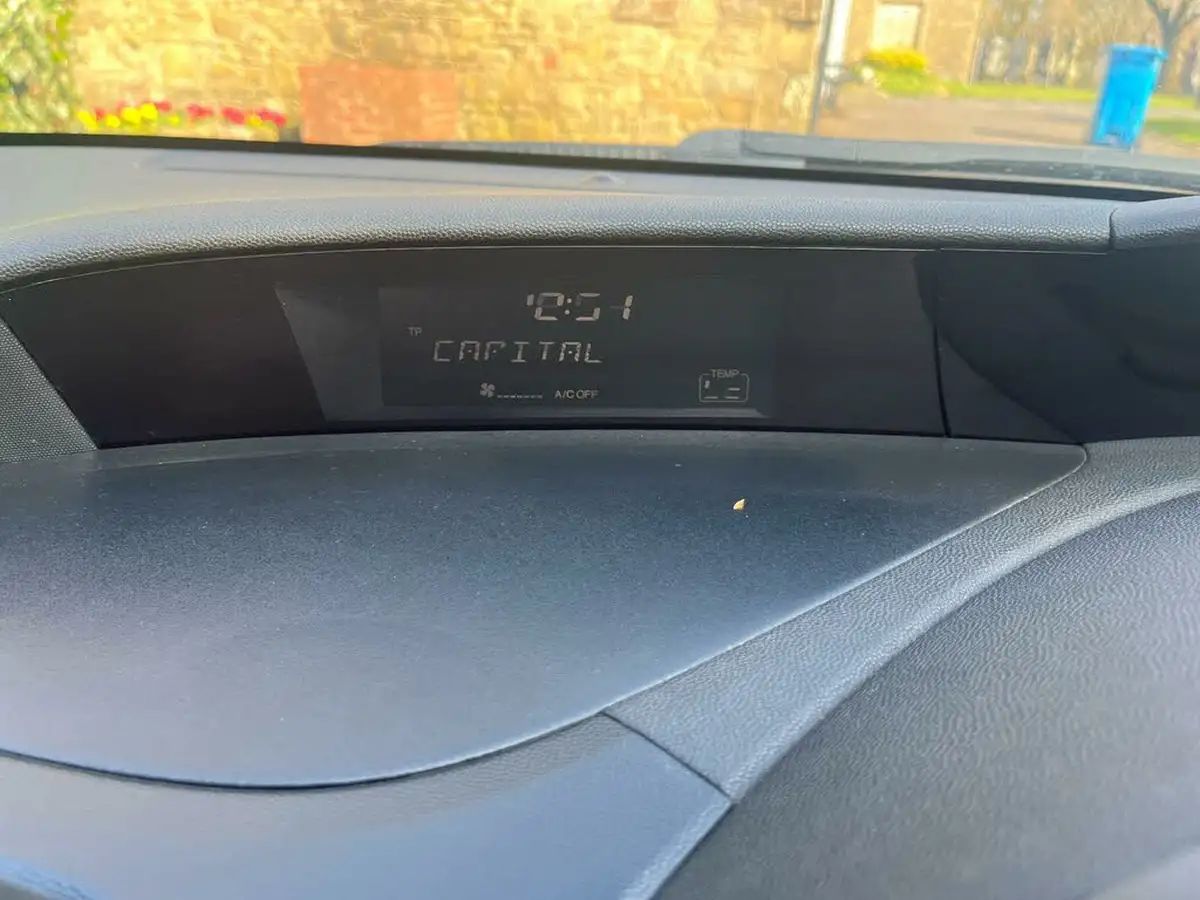 12:51
TP
CAPITAL
A/C OFF
TEMP